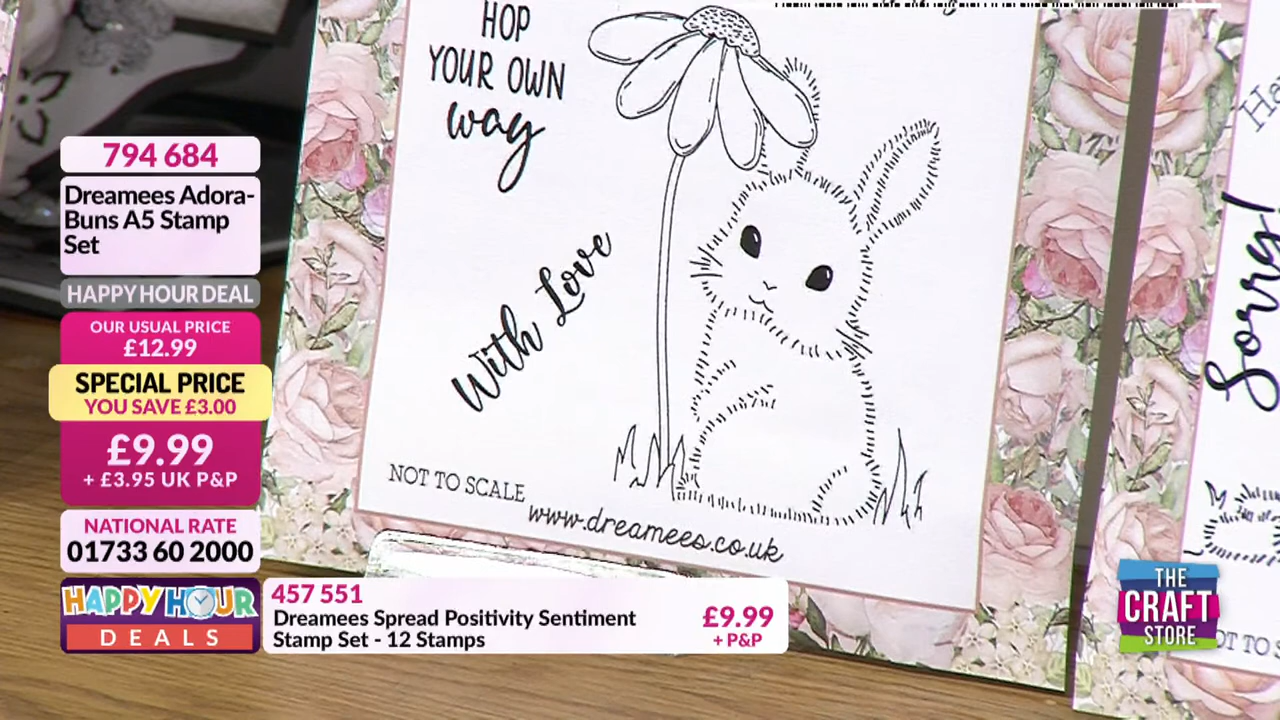 HOP
YOUR OWN
way
With Love
NOT TO SCALE
www.dreamees.co.uk
Sorry!
794 684
Dreamees Adora-
Buns A5 Stamp
Set
HAPPY HOUR DEAL
OUR USUAL PRICE
£12.99
SPECIAL PRICE
YOU SAVE £3.00
£9.99
+ £3.95 UK P&P
NATIONAL RATE
01733 60 2000
HAPPY HOUR
DEALS
457 551
Dreamees Spread Positivity Sentiment
Stamp Set - 12 Stamps
£9.99
+ P&P
THE
CRAFT
STORE